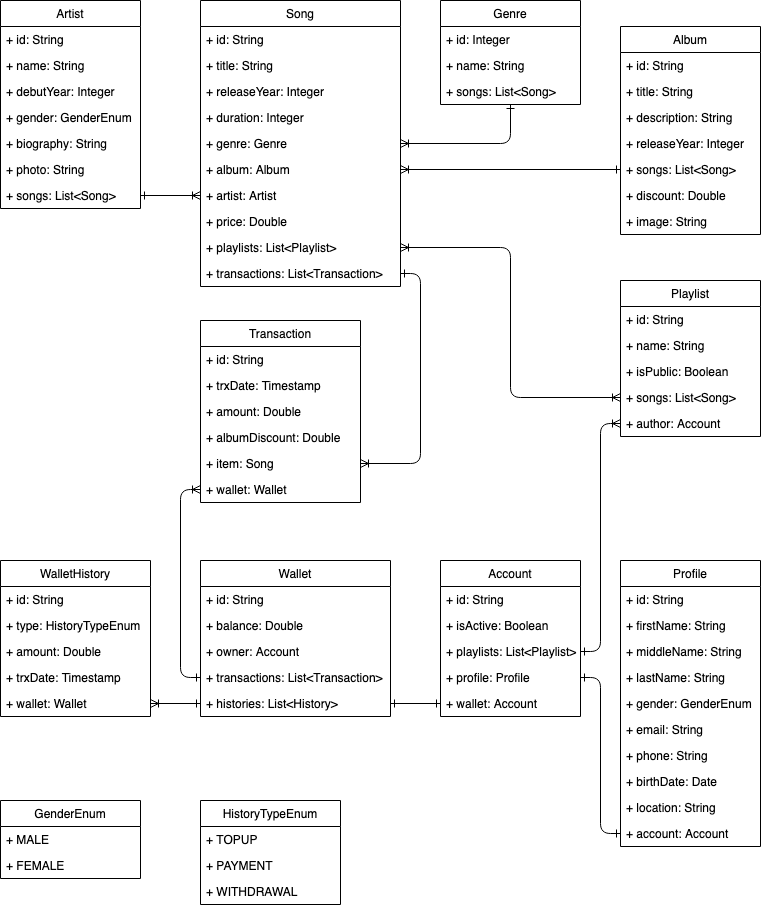 Artist
+ id: String
+ name: String
+ debutYear: Integer
+ gender: GenderEnum
+ biography: String
+ photo: String
+ songs: List<Song>
Song
+ id: String
+ title: String
+ releaseYear: Integer
+ duration: Integer
+ genre: Genre
+ album: Album
+ artist: Artist
+ price: Double
+ playlists: List<Playlist>
+ transactions: List<Transaction>
Genre
+ id: Integer
+ name: String
+ songs: List<Song>
Album
+ id: String
+ title: String
+ description: String
+ releaseYear: Integer
+ songs: List<Song>
+ discount: Double
+ image: String
Playlist
+ id: String
+ name: String
+ isPublic: Boolean
+ songs: List<Song>
+ author: Account
Transaction
+ id: String
+ trxDate: Timestamp
+ amount: Double
+ albumDiscount: Double
+ item: Song
+ wallet: Wallet
WalletHistory
+ id: String
+ type: HistoryTypeEnum
+ amount: Double
+ trxDate: Timestamp
+ wallet: Wallet
Wallet
+ id: String
+ balance: Double
+ owner: Account
+ transactions: List<Transaction>
+ histories: List<History>
Account
+ id: String
+ isActive: Boolean
+ playlists: List<Playlist>
+ profile: Profile
+ wallet: Account
Profile
+ id: String
+ firstName: String
+ middleName: String
+ lastName: String
+ gender: GenderEnum
+ email: String
+ phone: String
+ birthDate: Date
+ location: String
+ account: Account
GenderEnum
+ MALE
+ FEMALE
HistoryTypeEnum
+ TOPUP
+ PAYMENT
+ WITHDRAWAL